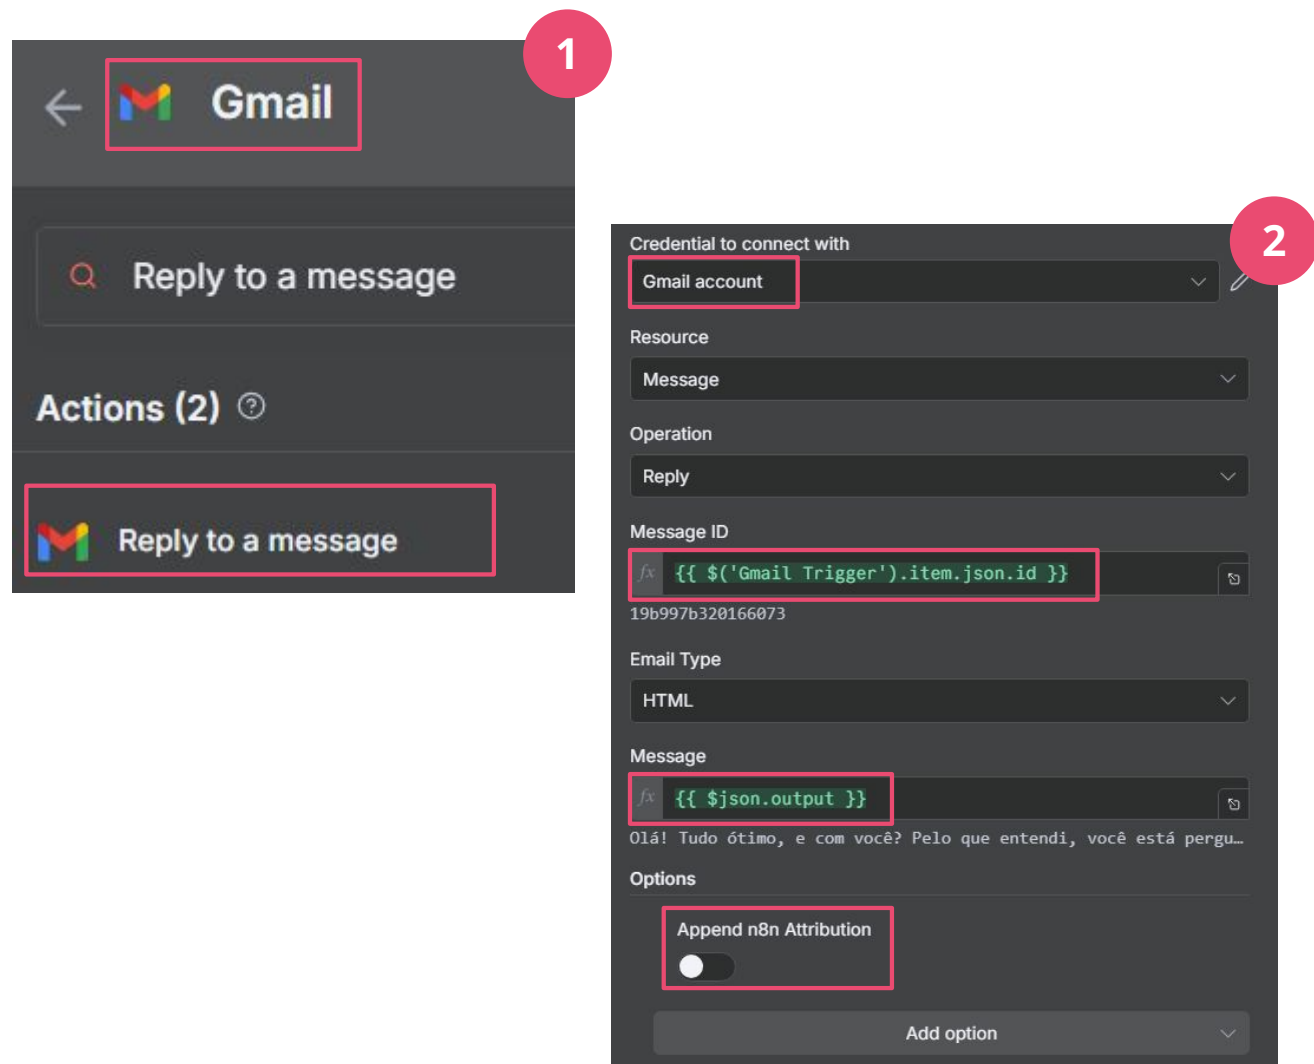 1
Gmail
Reply to a message
Actions (2)
Reply to a message
2
Credential to connect with
Gmail account
Resource
Message
Operation
Reply
Message ID
fx {{ $('Gmail Trigger').item.json.id }}
19b997b320166073
Email Type
HTML
Message
fx {{ $json.output }}
Olá! Tudo ótimo, e com você? Pelo que entendi, você está pergu…
Options
Append n8n Attribution
Add option